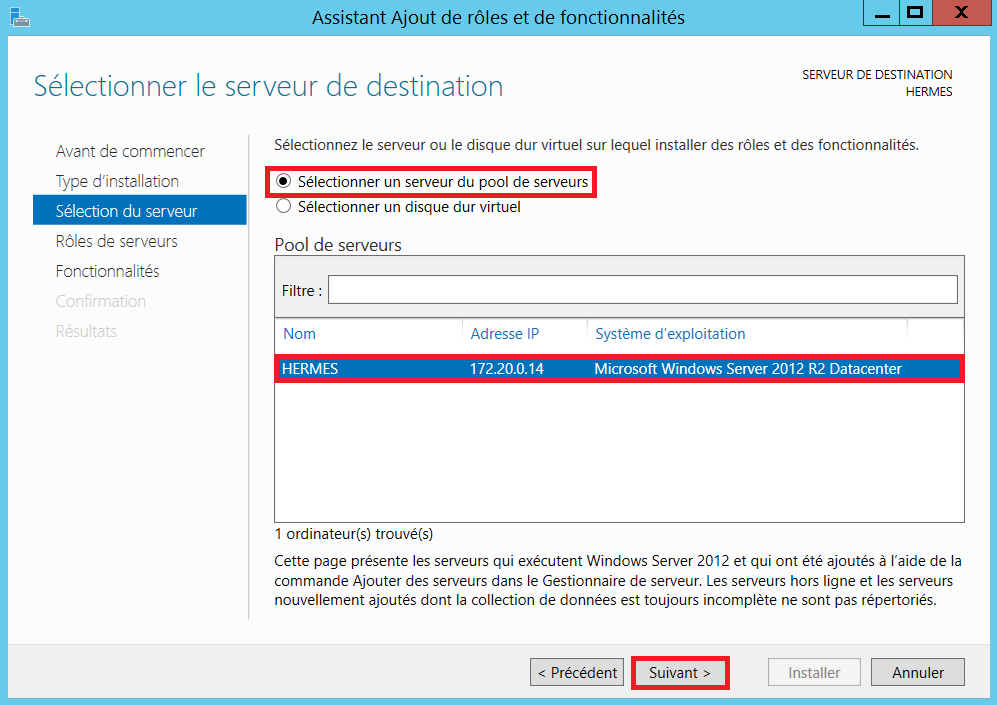 Assistant Ajout de rôles et de fonctionnalités
Sélectionner le serveur de destination
SERVEUR DE DESTINATION
HERMES
Avant de commencer
Type d'installation
Sélection du serveur
Rôles de serveurs
Fonctionnalités
Confirmation
Résultats
Sélectionnez le serveur ou le disque dur virtuel sur lequel installer des rôles et des fonctionnalités.
Sélectionner un serveur du pool de serveurs
Sélectionner un disque dur virtuel
Pool de serveurs
Filtre :
Nom Adresse IP Système d'exploitation
HERMES 172.20.0.14 Microsoft Windows Server 2012 R2 Datacenter
1 ordinateur(s) trouvé(s)
Cette page présente les serveurs qui exécutent Windows Server 2012 et qui ont été ajoutés à l'aide de la
commande Ajouter des serveurs dans le Gestionnaire de serveur. Les serveurs hors ligne et les serveurs
nouvellement ajoutés dont la collection de données est toujours incomplète ne sont pas répertoriés.
< Précédent Suivant > Installer Annuler